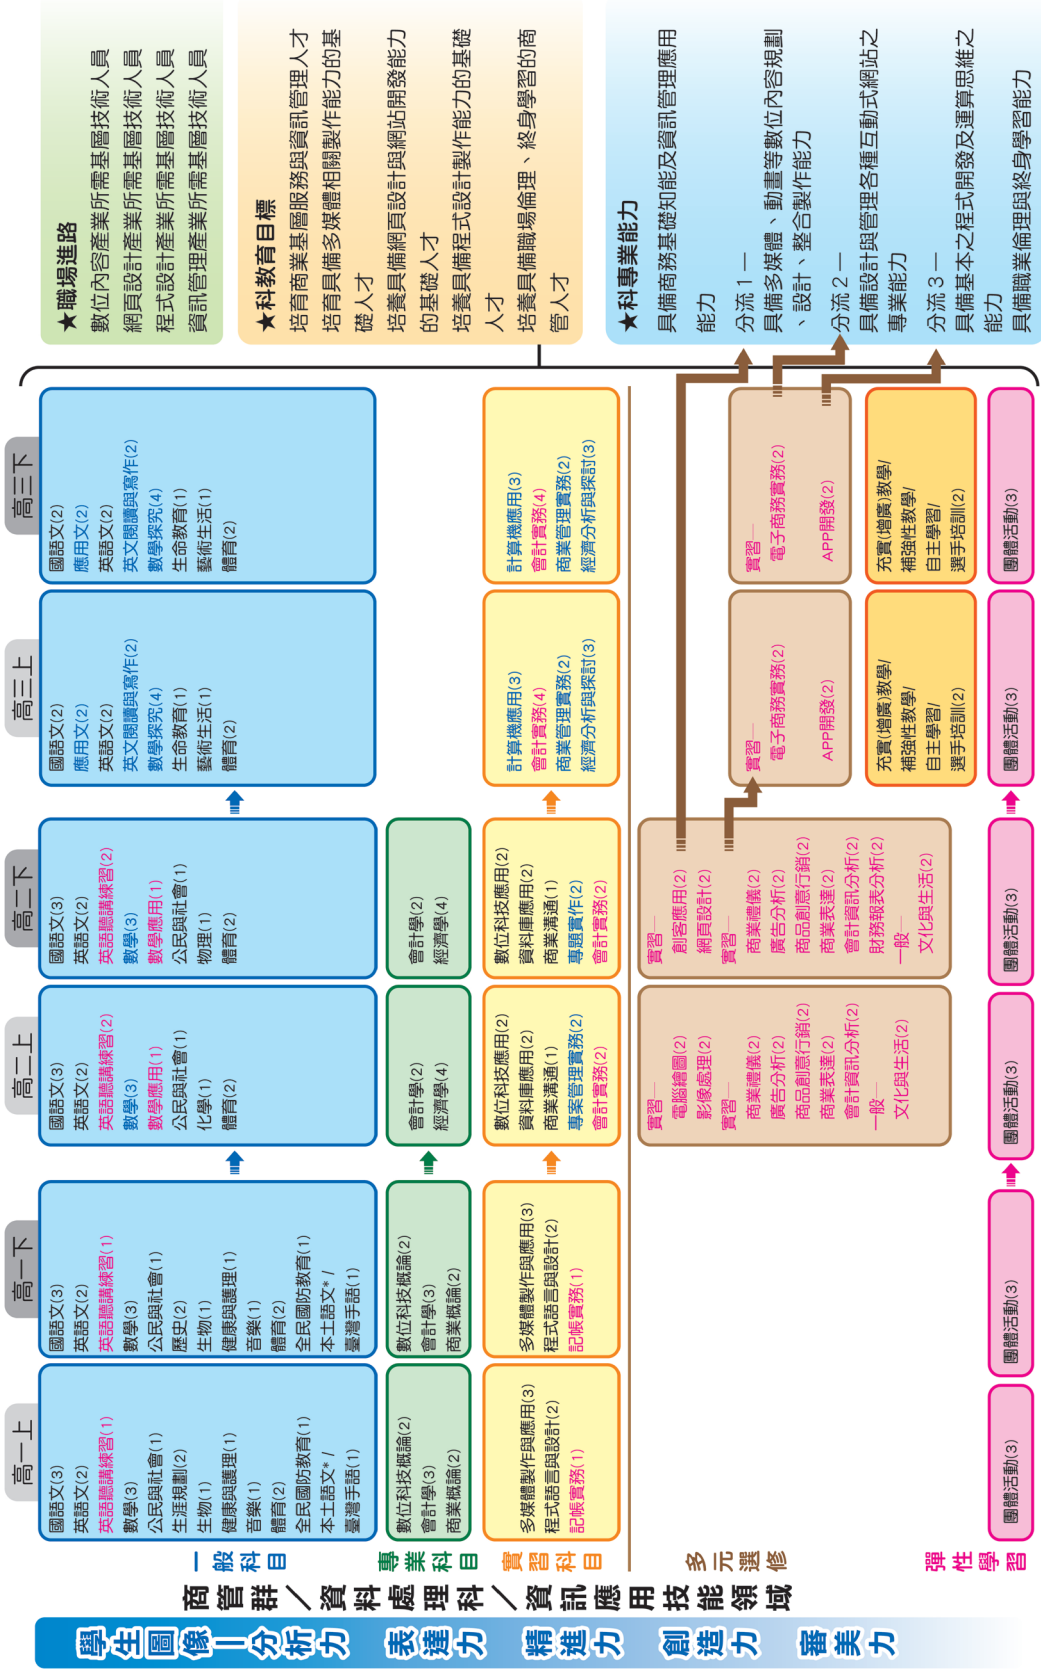 學生圖像—分析力 表達力 精進力 創造力 審美力
商管群／資料處理科／資訊應用技能領域
高一上
高一下
高二上
高二下
高三上
高三下
一般科目
國語文(3)
英語文(2)
英語聽講練習(1)
數學(3)
公民與社會(1)
生涯規劃(2)
生物(1)
健康與護理(1)
音樂(1)
體育(2)
全民國防教育(1)
本土語文* /
臺灣手語(1)
國語文(3)
英語文(2)
英語聽講練習(1)
數學(3)
公民與社會(1)
歷史(2)
生物(1)
健康與護理(1)
音樂(1)
體育(2)
全民國防教育(1)
本土語文* /
臺灣手語(1)
國語文(3)
英語文(2)
英語聽講練習(2)
數學(3)
數學應用(1)
公民與社會(1)
化學(1)
體育(2)
國語文(3)
英語文(2)
英語聽講練習(2)
數學(3)
數學應用(1)
公民與社會(1)
物理(1)
體育(2)
國語文(2)
應用文(2)
英語文(2)
英文閱讀與寫作(2)
數學探究(4)
生命教育(1)
藝術生活(1)
體育(2)
國語文(2)
應用文(2)
英語文(2)
英文閱讀與寫作(2)
數學探究(4)
生命教育(1)
藝術生活(1)
體育(2)
專業科目
數位科技概論(2)
會計學(3)
商業概論(2)
數位科技概論(2)
會計學(3)
商業概論(2)
會計學(2)
經濟學(4)
會計學(2)
經濟學(4)
實習科目
多媒體製作與應用(3)
程式語言與設計(2)
記帳實務(1)
多媒體製作與應用(3)
程式語言與設計(2)
記帳實務(1)
數位科技應用(2)
資料庫應用(2)
商業溝通(1)
專案管理實務(2)
會計實務(2)
數位科技應用(2)
資料庫應用(2)
商業溝通(1)
專題實作(2)
會計實務(2)
計算機應用(3)
會計實務(4)
商業管理實務(2)
經濟分析與探討(3)
計算機應用(3)
會計實務(4)
商業管理實務(2)
經濟分析與探討(3)
多元選修
實習—
電腦繪圖(2)
影像處理(2)
實習—
商業禮儀(2)
廣告分析(2)
商品創意行銷(2)
商業表達(2)
會計資訊分析(2)
一般—
文化與生活(2)
實習—
創客應用(2)
網頁設計(2)
實習—
商業禮儀(2)
廣告分析(2)
商品創意行銷(2)
商業表達(2)
會計資訊分析(2)
財務報表分析(2)
一般—
文化與生活(2)
實習—
電子商務實務(2)
APP開發(2)
實習—
電子商務實務(2)
APP開發(2)
充實(增廣)教學/
補強性教學/
自主學習/
選手培訓(2)
充實(增廣)教學/
補強性教學/
自主學習/
選手培訓(2)
彈性學習
團體活動(3)
團體活動(3)
團體活動(3)
團體活動(3)
團體活動(3)
團體活動(3)
★職場進路
數位內容產業所需基層技術人員
網頁設計產業所需基層技術人員
程式設計產業所需基層技術人員
資訊管理產業所需基層技術人員
★科教育目標
培育商業基層服務與資訊管理人才
培育具備多媒體相關製作能力的基
礎人才
培養具備網頁設計與網站開發能力
的基礎人才
培養具備程式設計製作能力的基礎
人才
培養具備職場倫理、終身學習的商
管人才
★科專業能力
具備商務基礎知能及資訊管理應用
能力
分流1—
具備多媒體、動畫等數位內容規劃
、設計、整合製作能力
分流2—
具備設計與管理各種互動式網站之
專業能力
分流3—
具備基本之程式開發及運算思維之
能力
具備職業倫理與終身學習能力